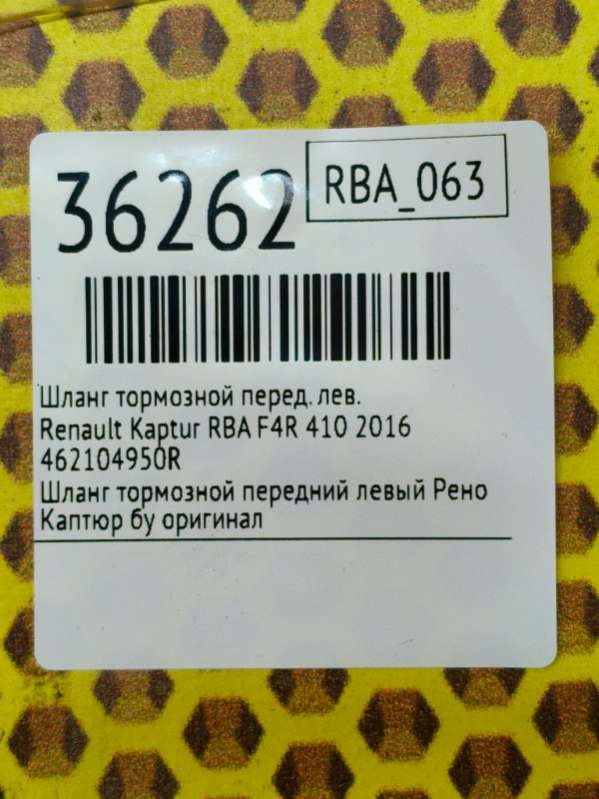 36262
RBA_063
Шланг тормозной перед. лев.
Renault Kaptur RBA F4R 410 2016
462104950R
Шланг тормозной передний левый Рено
Каптюр бу оригинал